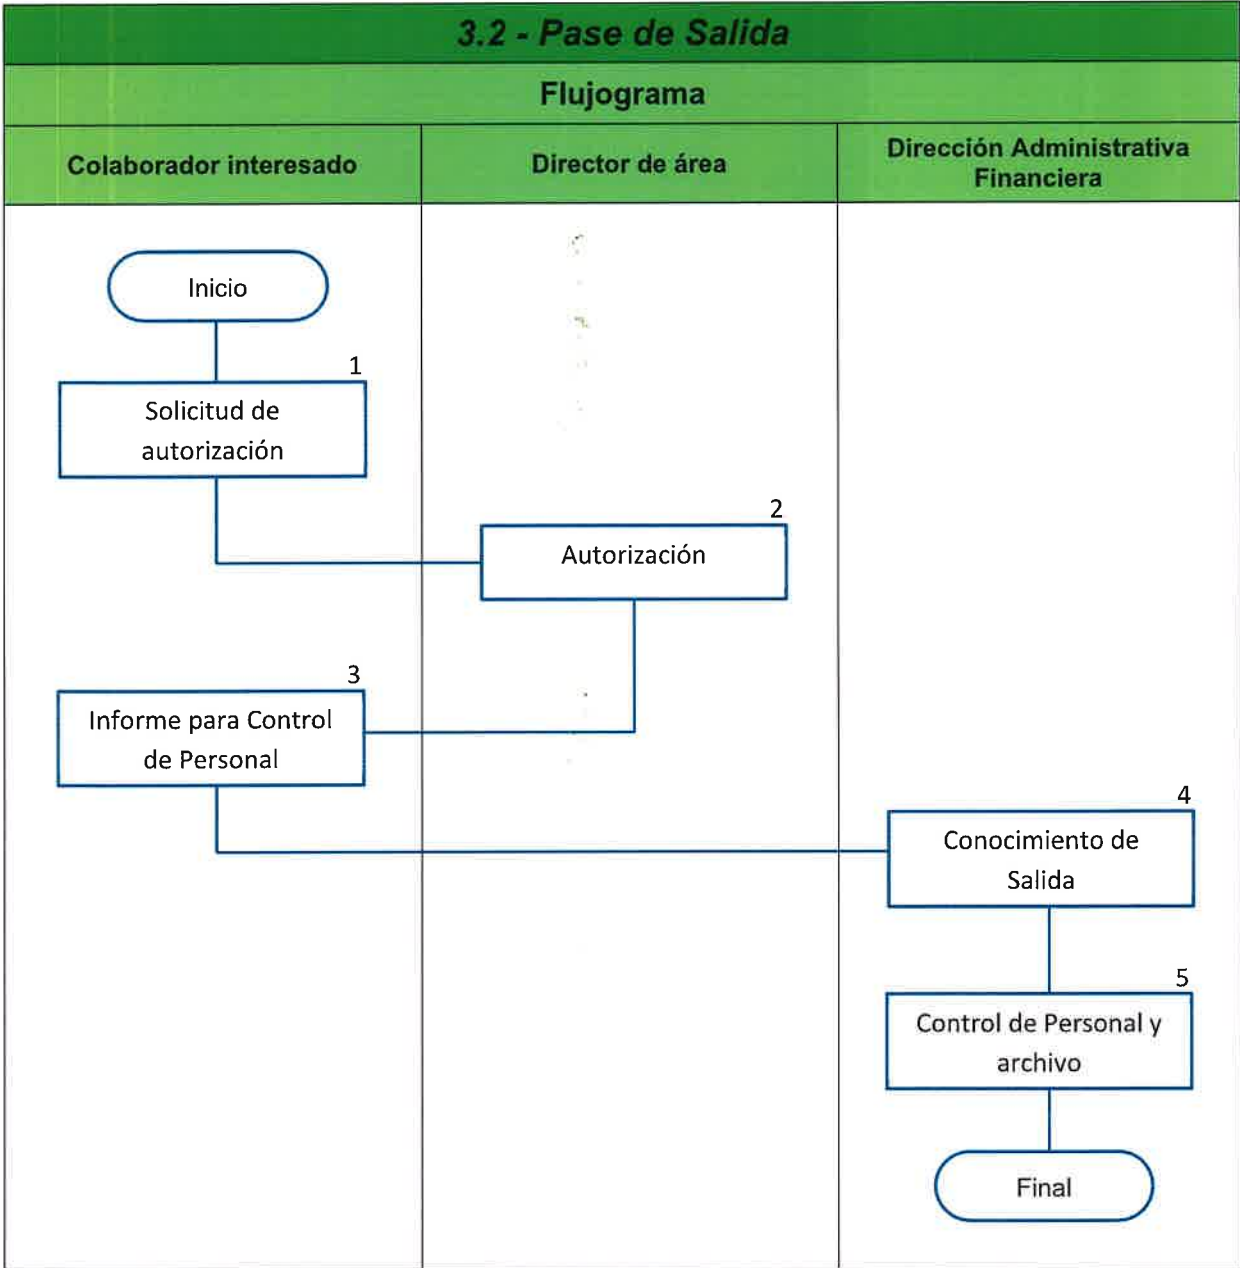 3.2 - Pase de Salida
Flujograma
Colaborador interesado
Director de área
Dirección Administrativa
Financiera
Inicio
1
Solicitud de
autorización
2
Autorización
3
Informe para Control
de Personal
4
Conocimiento de
Salida
5
Control de Personal y
archivo
Final